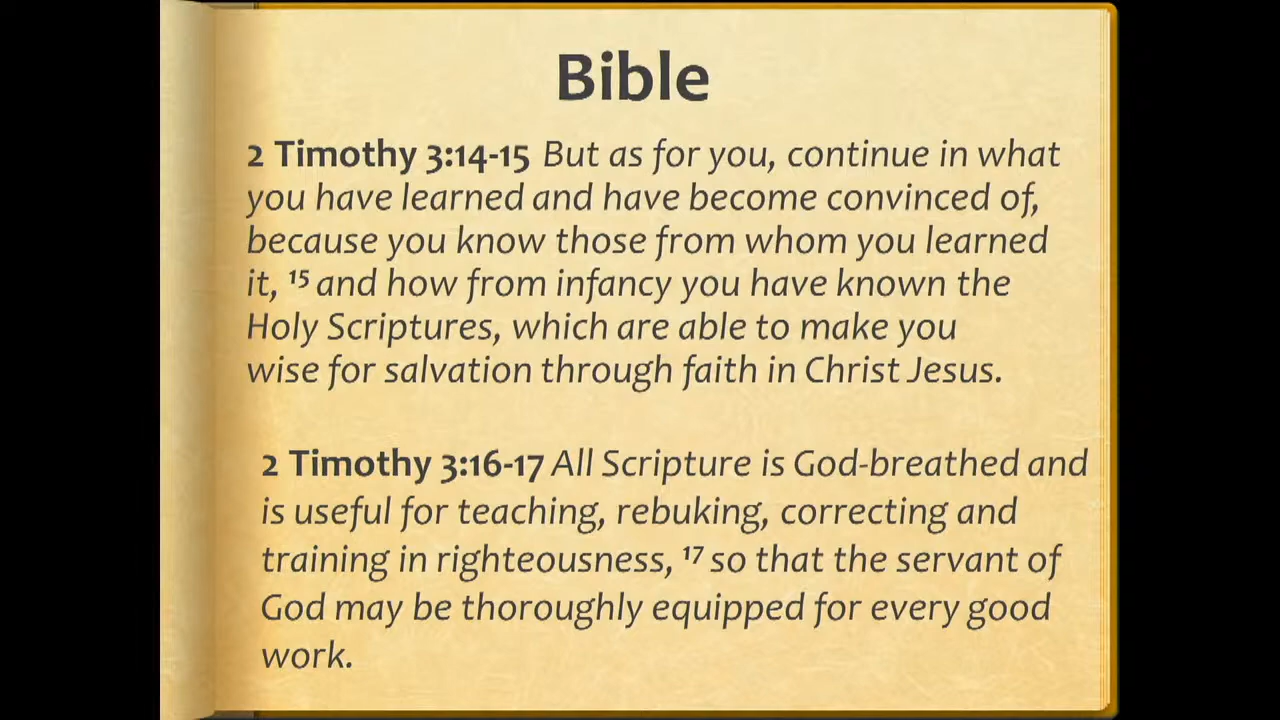 Bible
2 Timothy 3:14-15 But as for you, continue in what
you have learned and have become convinced of,
because you know those from whom you learned
it, ¹⁵ and how from infancy you have known the
Holy Scriptures, which are able to make you
wise for salvation through faith in Christ Jesus.
2 Timothy 3:16-17 All Scripture is God-breathed and
is useful for teaching, rebuking, correcting and
training in righteousness, ¹⁷ so that the servant of
God may be thoroughly equipped for every good
work.